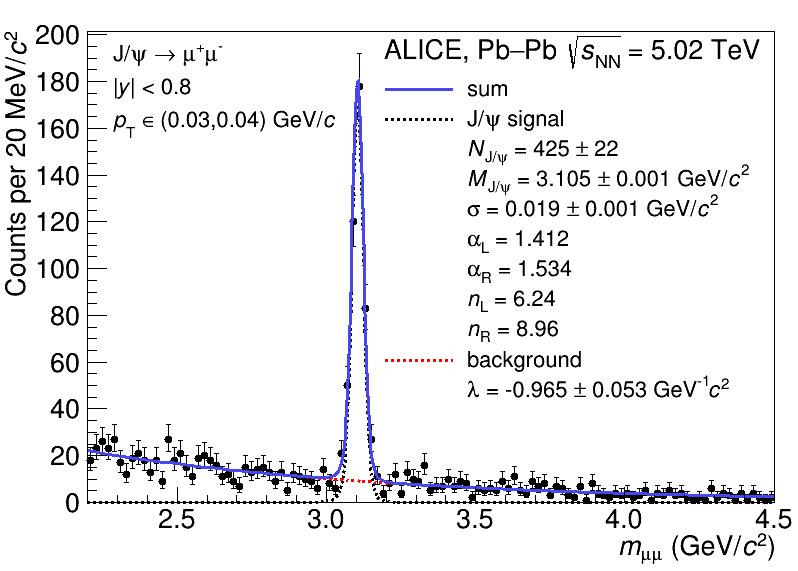 J/ψ → μ⁺μ⁻
|y| < 0.8
p_T ∈ (0.03,0.04) GeV/c
ALICE, Pb–Pb √s_NN = 5.02 TeV
sum
J/ψ signal
N_J/ψ = 425 ± 22
M_J/ψ = 3.105 ± 0.001 GeV/c²
σ = 0.019 ± 0.001 GeV/c²
α_L = 1.412
α_R = 1.534
n_L = 6.24
n_R = 8.96
background
λ = -0.965 ± 0.053 GeV⁻¹c²
Counts per 20 MeV/c²
200
180
160
140
120
100
80
60
40
20
0
2.5 3.0 3.5 4.0 4.5
m_μμ (GeV/c²)